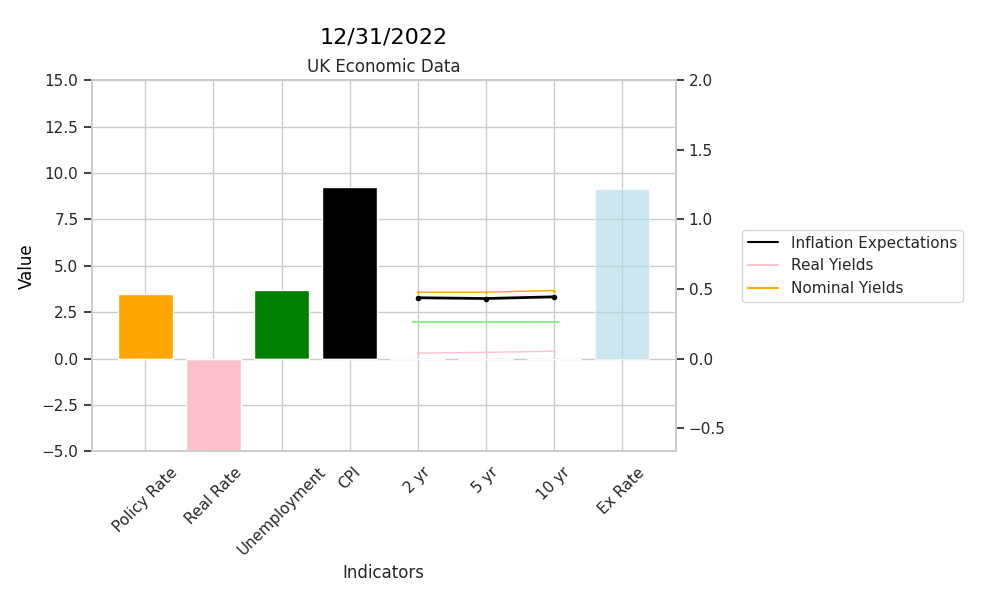 12/31/2022
UK Economic Data
15.0
12.5
10.0
7.5
5.0
2.5
0.0
−2.5
−5.0
Value
2.0
1.5
1.0
0.5
0.0
−0.5
Inflation Expectations
Real Yields
Nominal Yields
Policy Rate
Real Rate
Unemployment
CPI
2 yr
5 yr
10 yr
Ex Rate
Indicators